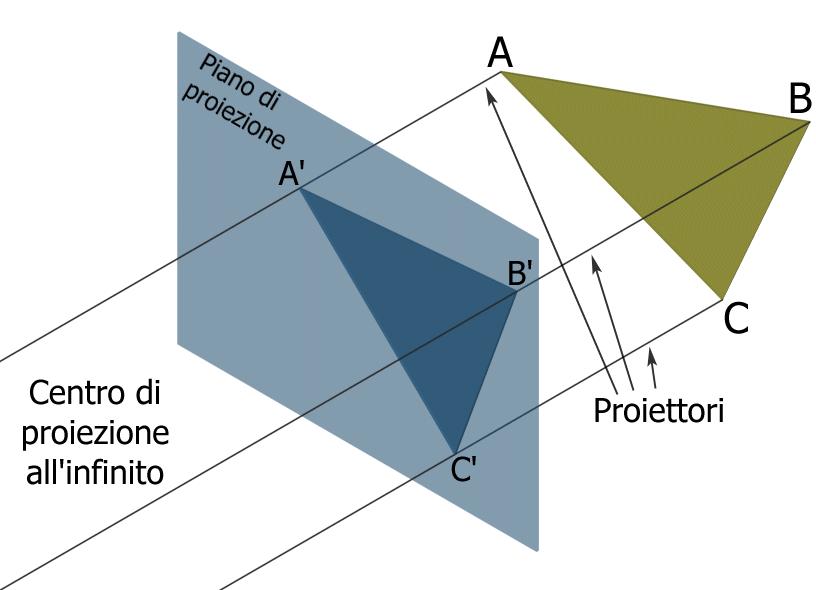 A
B
Piano di
proiezione
A'
B'
C
Centro di
proiezione
all'infinito
Proiettori
C'